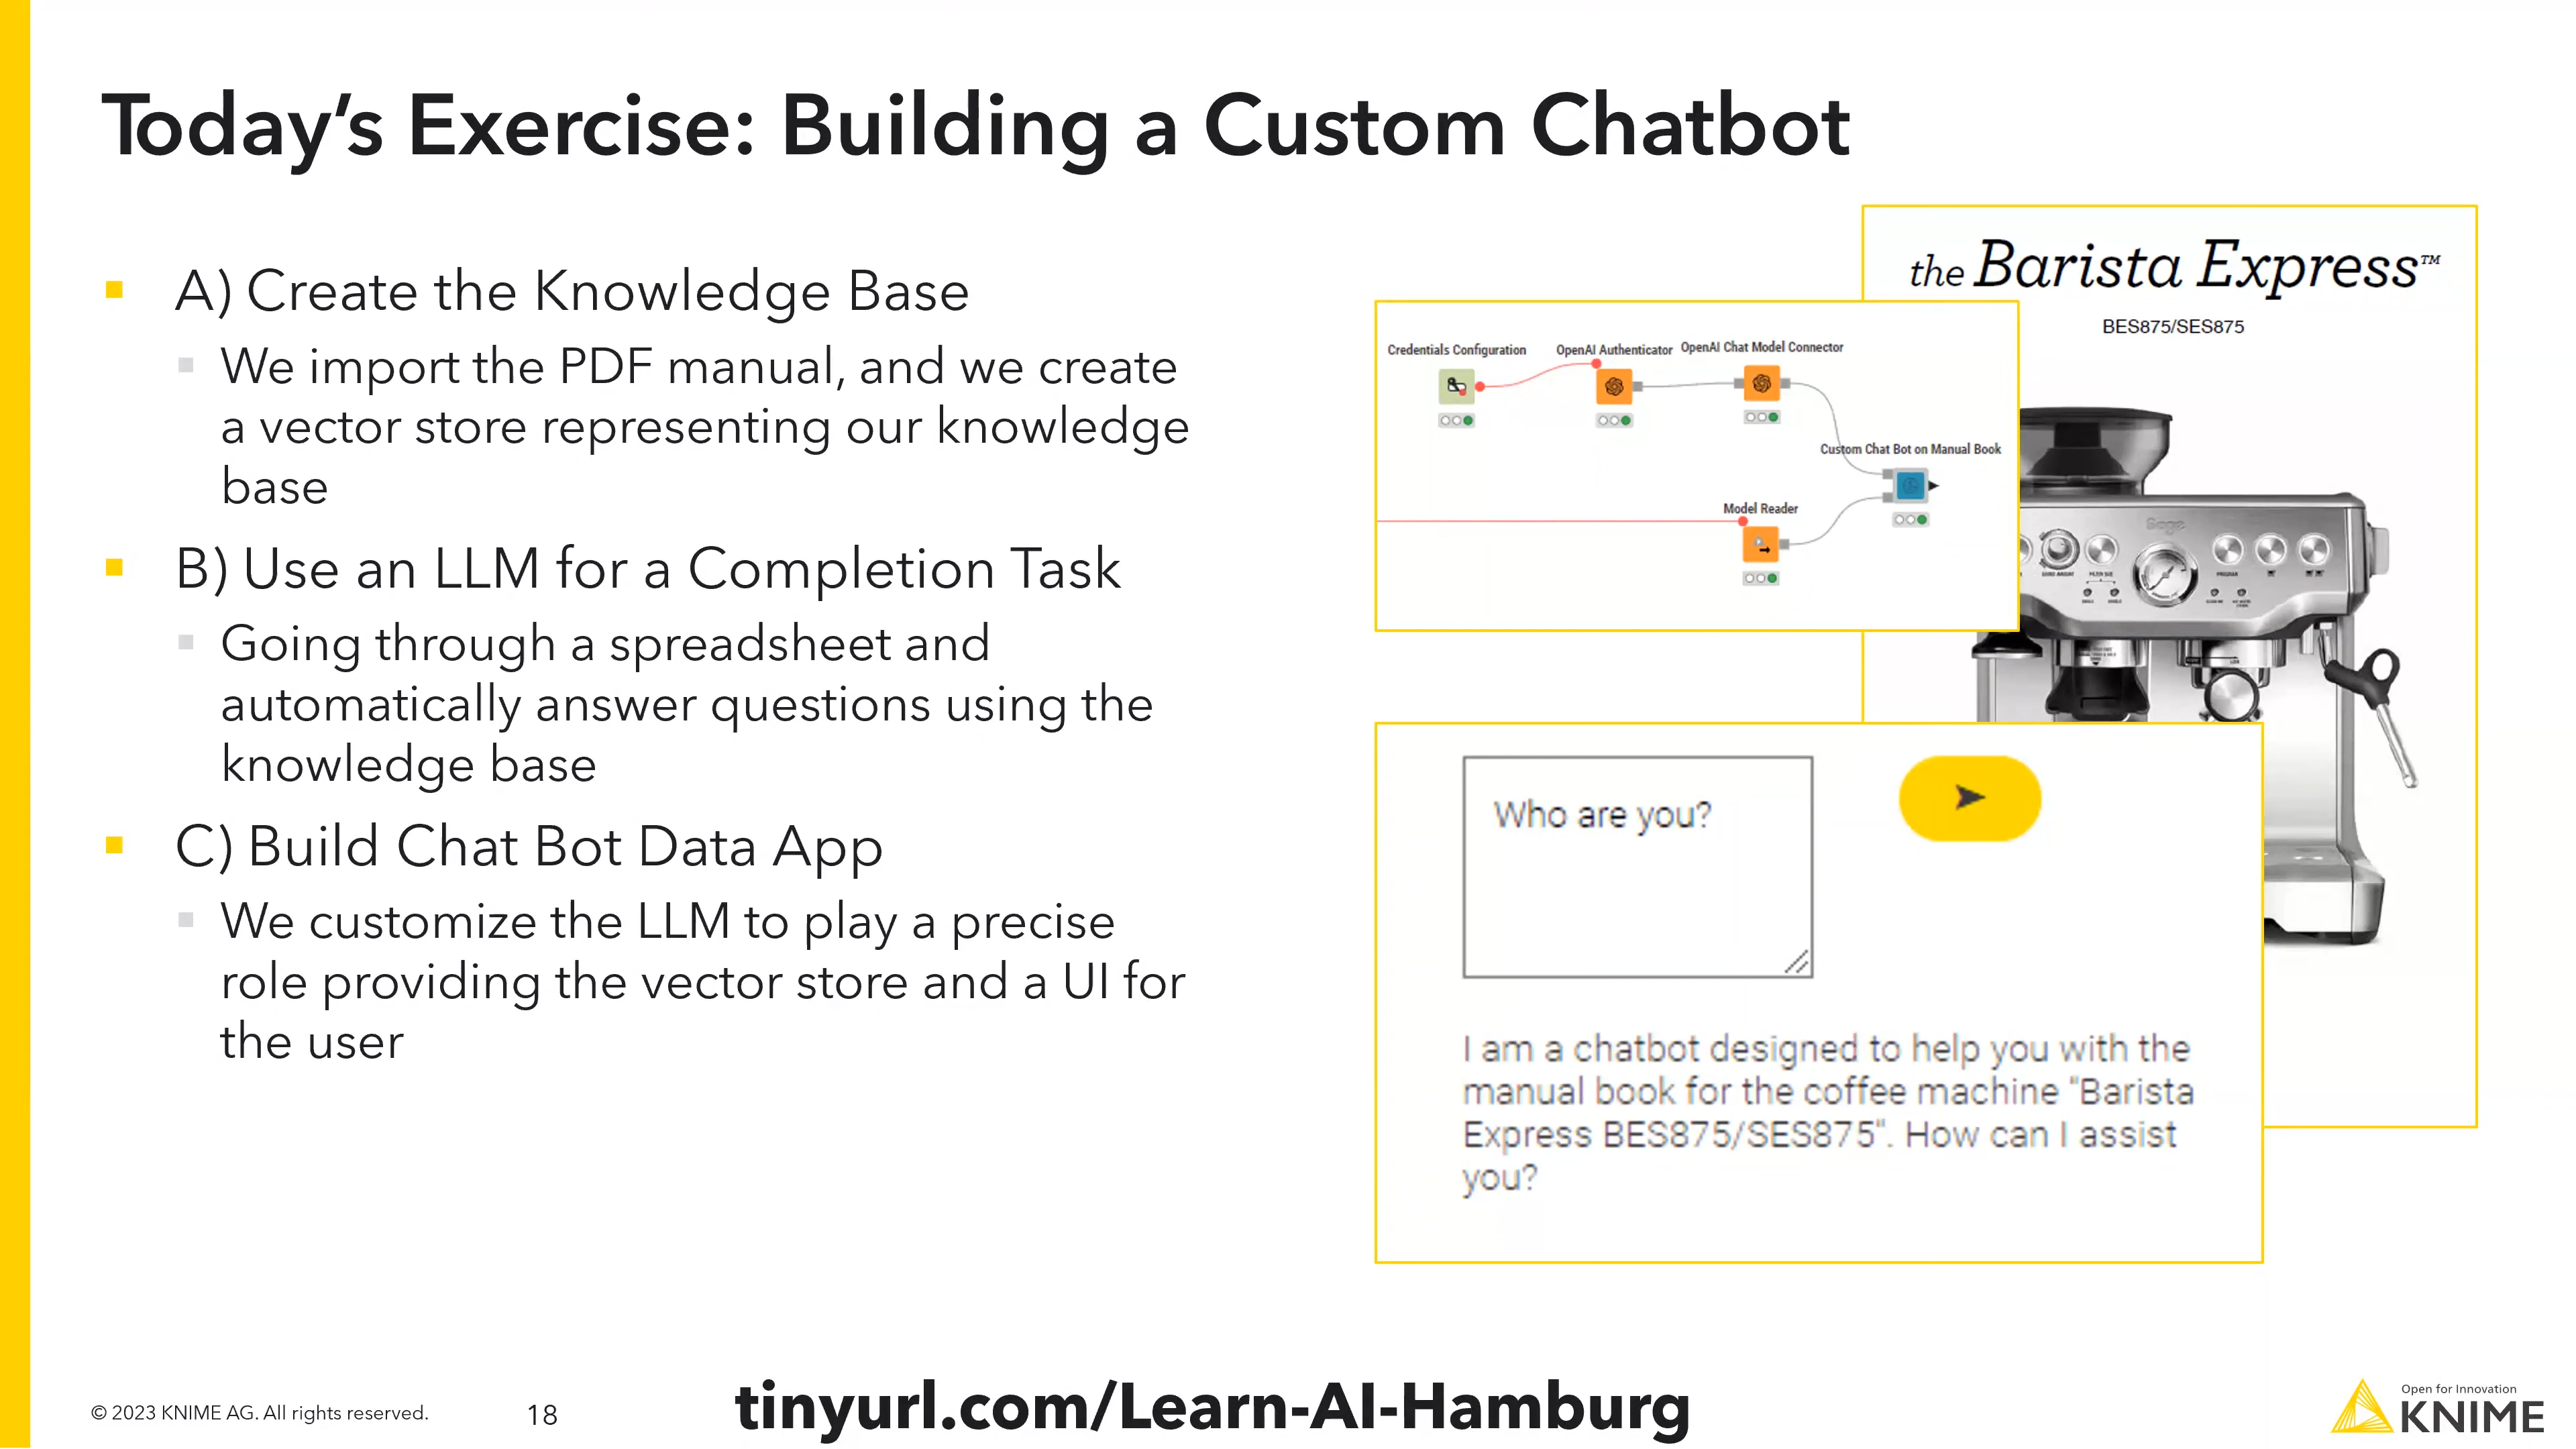 Today's Exercise: Building a Custom Chatbot
A) Create the Knowledge Base
We import the PDF manual, and we create
a vector store representing our knowledge
base
B) Use an LLM for a Completion Task
Going through a spreadsheet and
automatically answer questions using the
knowledge base
C) Build Chat Bot Data App
We customize the LLM to play a precise
role providing the vector store and a UI for
the user
the Barista Express™
BES875/SES875
Credentials Configuration
OpenAI Authenticator
OpenAI Chat Model Connector
Custom Chat Bot on Manual Book
Model Reader
Sage
PROGRAM
FILTER SIZE
Who are you?
I am a chatbot designed to help you with the
manual book for the coffee machine "Barista
Express BES875/SES875". How can I assist
you?
© 2023 KNIME AG. All rights reserved.
18
tinyurl.com/Learn-AI-Hamburg
Open for Innovation
KNIME